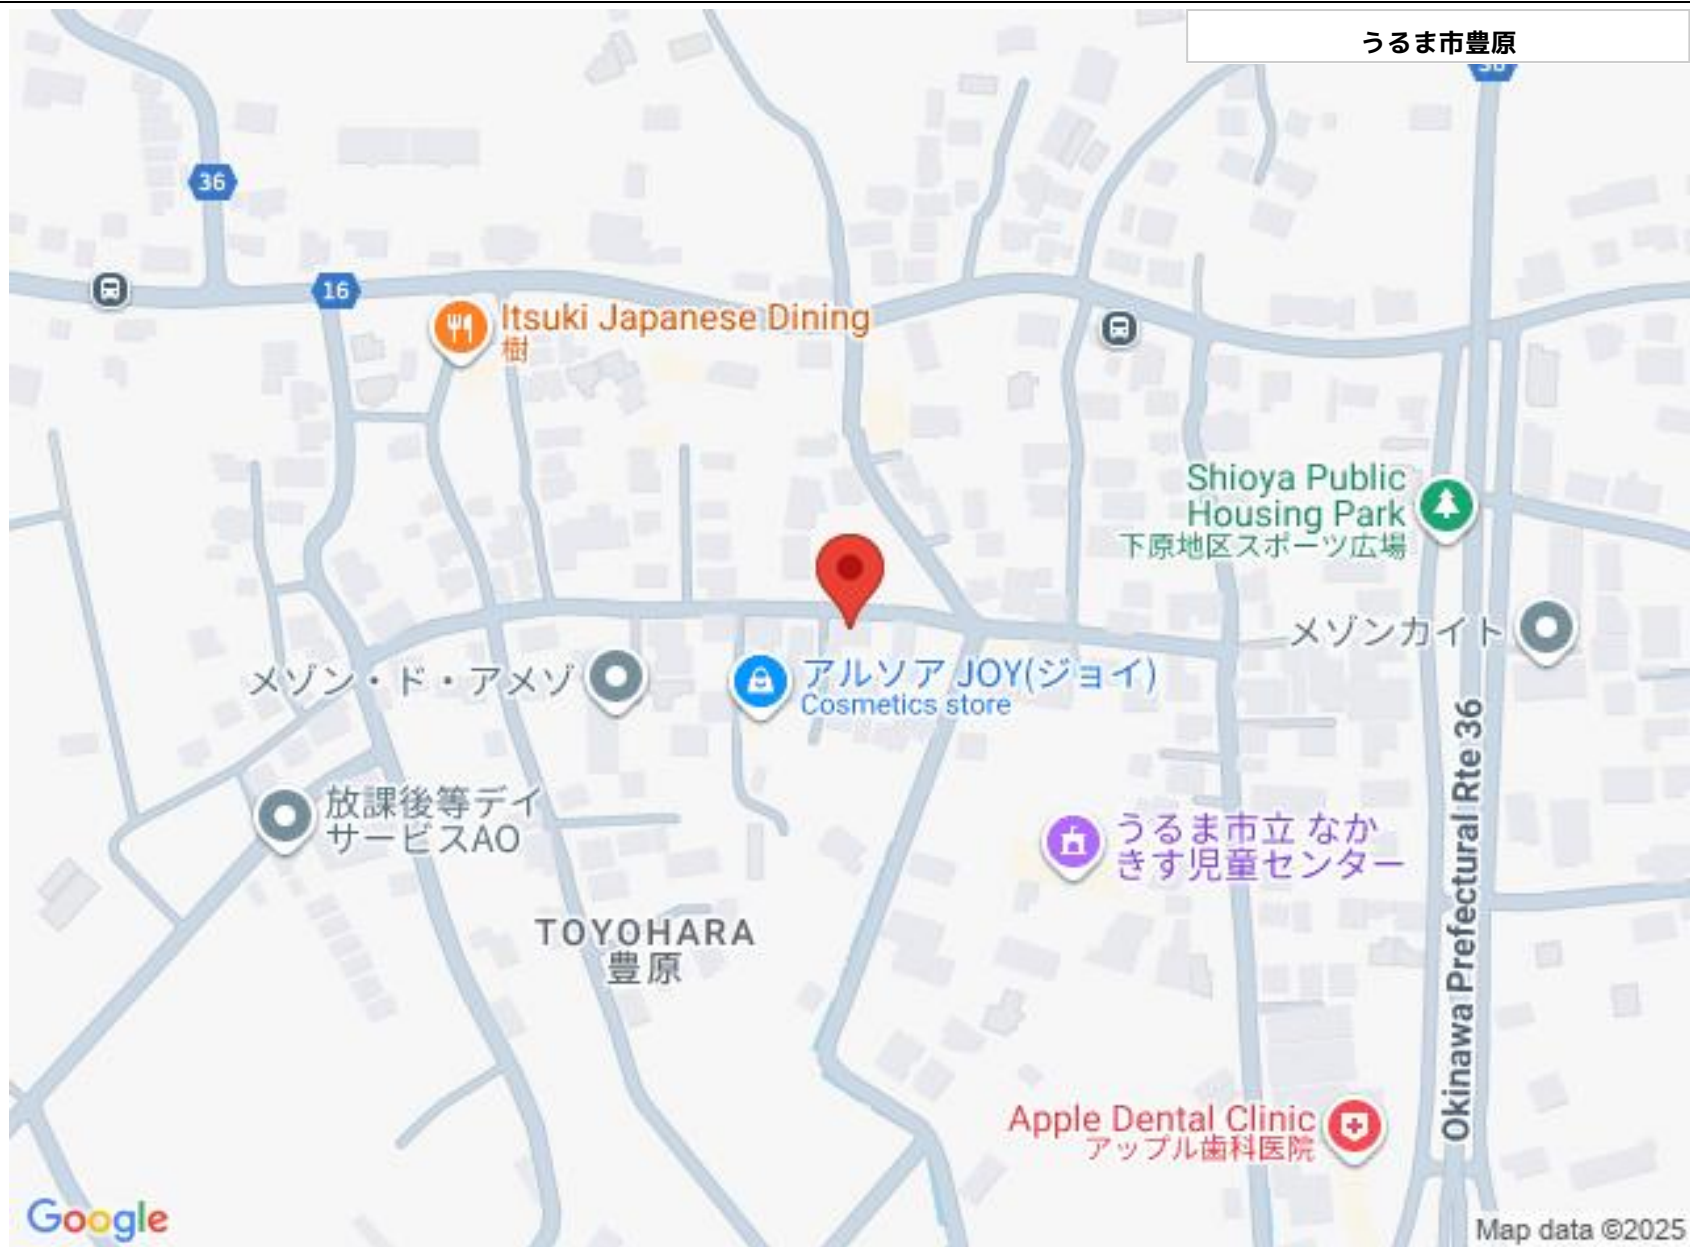 うるま市豊原
36
36
16
Itsuki Japanese Dining
樹
Shioya Public
Housing Park
下原地区スポーツ広場
メゾンカイト
メゾン・ド・アメゾ
アルソア JOY(ジョイ)
Cosmetics store
放課後等デイ
サービスAO
うるま市立 なか
きす児童センター
TOYOHARA
豊原
Okinawa Prefectural Rte 36
Apple Dental Clinic
アップル歯科医院
Google
Map data ©2025